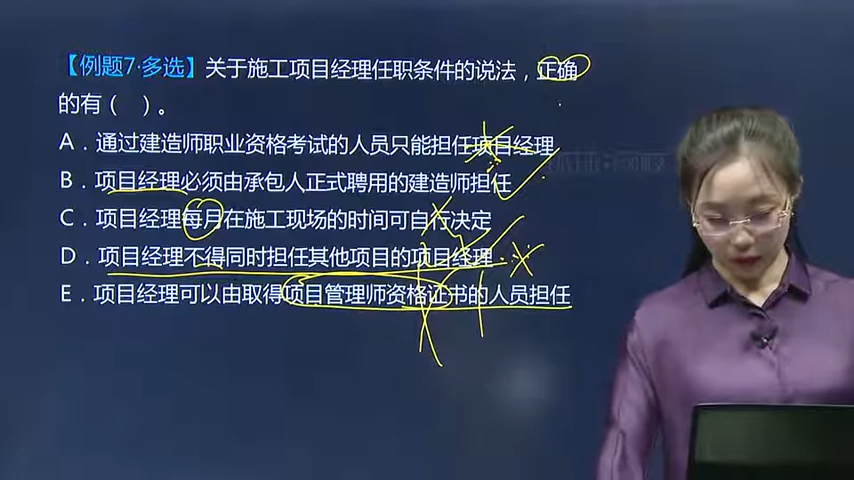 【例题7·多选】关于施工项目经理任职条件的说法，正确
的有（ ）。
A．通过建造师职业资格考试的人员只能担任项目经理
B．项目经理必须由承包人正式聘用的建造师担任
C．项目经理每月在施工现场的时间可自行决定
D．项目经理不得同时担任其他项目的项目经理
E．项目经理可以由取得项目管理师资格证书的人员担任